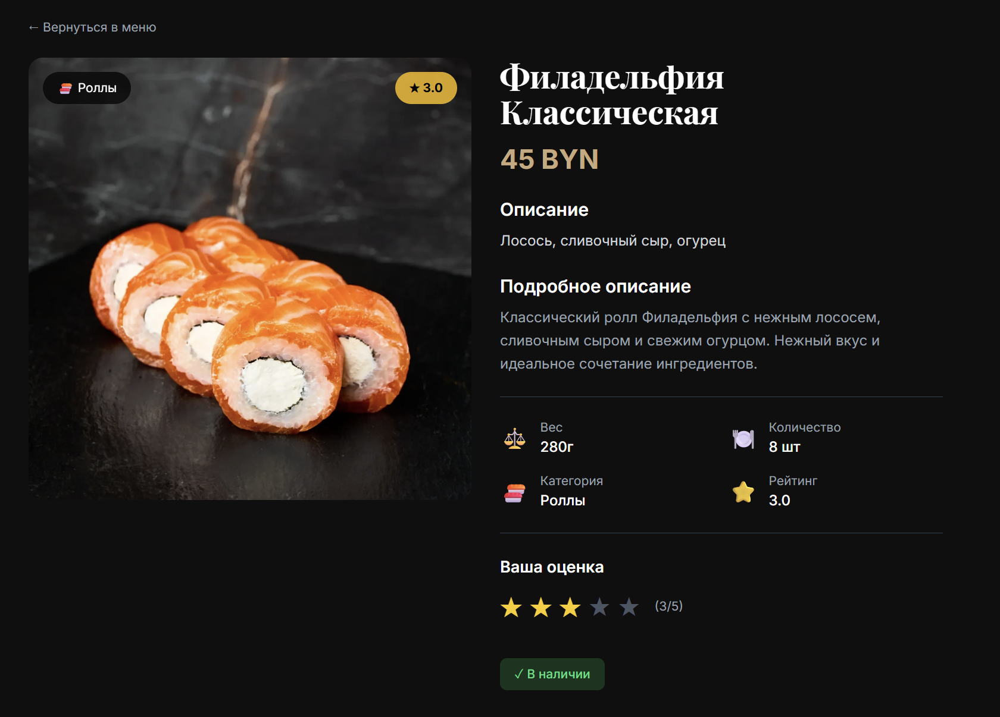 ← Вернуться в меню
Роллы
★ 3.0
Филадельфия
Классическая
45 BYN
Описание
Лосось, сливочный сыр, огурец
Подробное описание
Классический ролл Филадельфия с нежным лососем,
сливочным сыром и свежим огурцом. Нежный вкус и
идеальное сочетание ингредиентов.
Вес
280г
Количество
8 шт
Категория
Роллы
Рейтинг
3.0
Ваша оценка
(3/5)
✓ В наличии